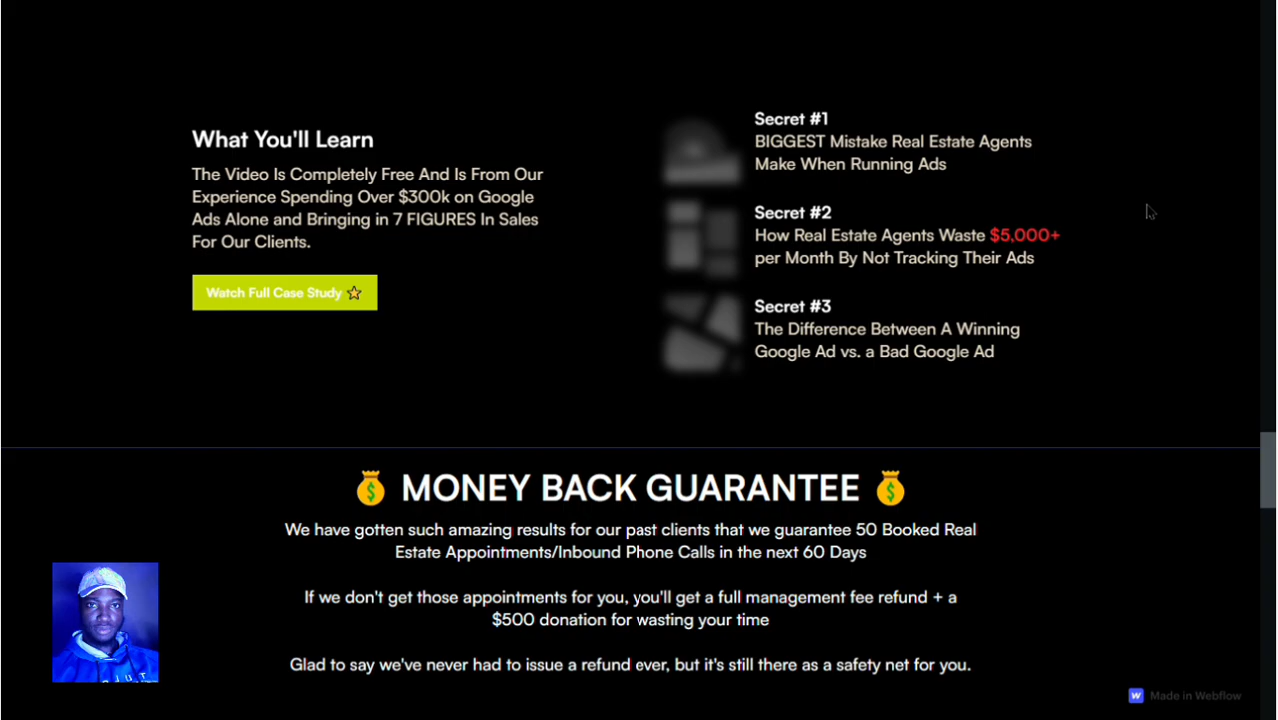 What You'll Learn
The Video Is Completely Free And Is From Our
Experience Spending Over $300k on Google
Ads Alone and Bringing in 7 FIGURES In Sales
For Our Clients.
Watch Full Case Study ⭐
Secret #1
BIGGEST Mistake Real Estate Agents
Make When Running Ads
Secret #2
How Real Estate Agents Waste $5,000+
per Month By Not Tracking Their Ads
Secret #3
The Difference Between A Winning
Google Ad vs. a Bad Google Ad
💰 MONEY BACK GUARANTEE 💰
We have gotten such amazing results for our past clients that we guarantee 50 Booked Real
Estate Appointments/Inbound Phone Calls in the next 60 Days
If we don't get those appointments for you, you'll get a full management fee refund + a
$500 donation for wasting your time
Glad to say we've never had to issue a refund ever, but it's still there as a safety net for you.
Made in Webflow